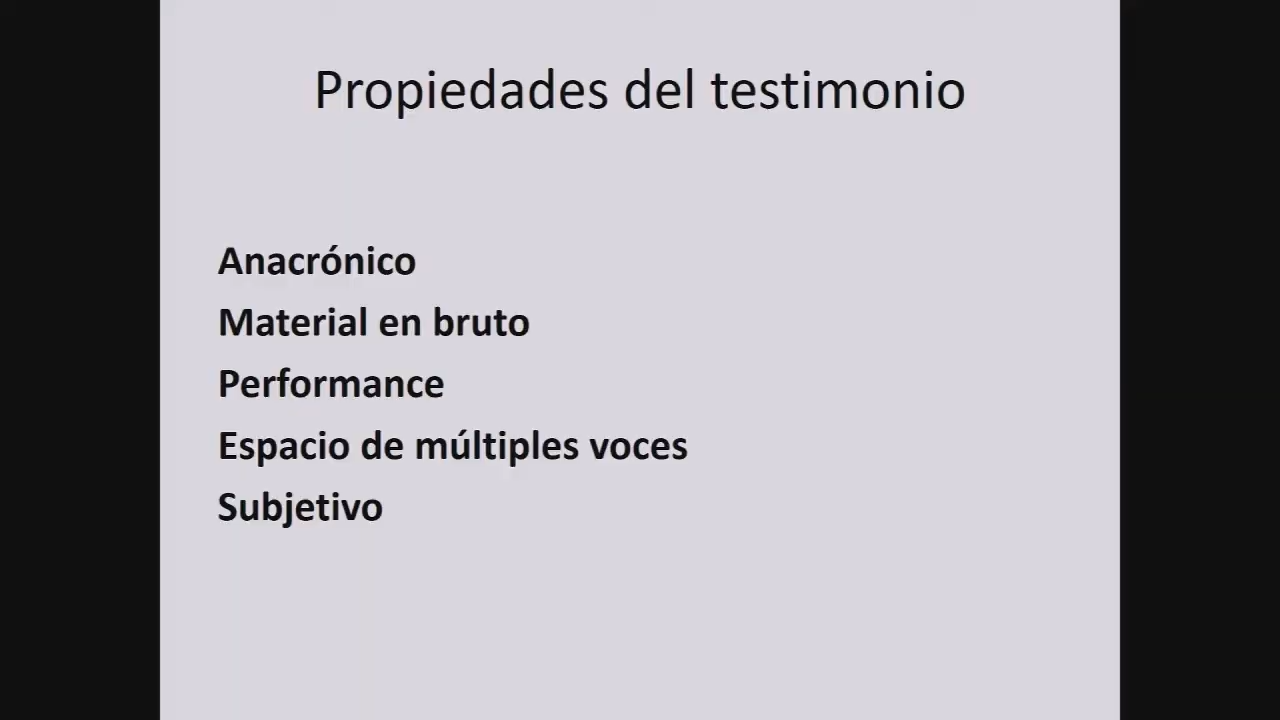 Propiedades del testimonio
Anacrónico
Material en bruto
Performance
Espacio de múltiples voces
Subjetivo